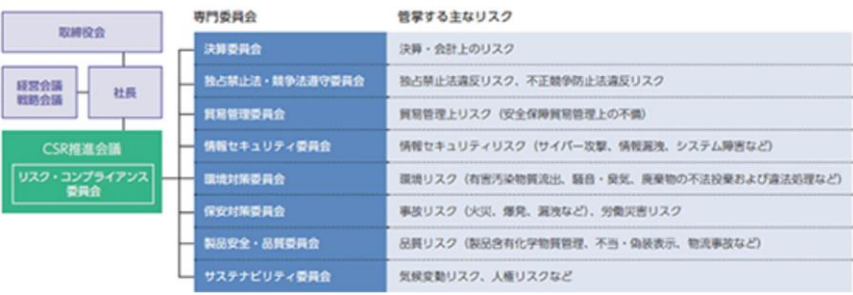 専門委員会 管掌する主なリスク
取締役会
経営会議
戦略会議
社長
CSR推進会議
リスク・コンプライアンス
委員会
決算委員会 決算・会計上のリスク
独占禁止法・競争法遵守委員会 独占禁止法違反リスク、不正競争防止法違反リスク
貿易管理委員会 貿易管理上リスク（安全保障貿易管理上の不備）
情報セキュリティ委員会 情報セキュリティリスク（サイバー攻撃、情報漏洩、システム障害など）
環境対策委員会 環境リスク（有害汚染物質流出、騒音・臭気、廃棄物の不法投棄および違法処理など）
保安対策委員会 事故リスク（火災、爆発、漏洩など）、労働災害リスク
製品安全・品質委員会 品質リスク（製品含有化学物質管理、不当・偽装表示、物流事故など）
サステナビリティ委員会 気候変動リスク、人権リスクなど